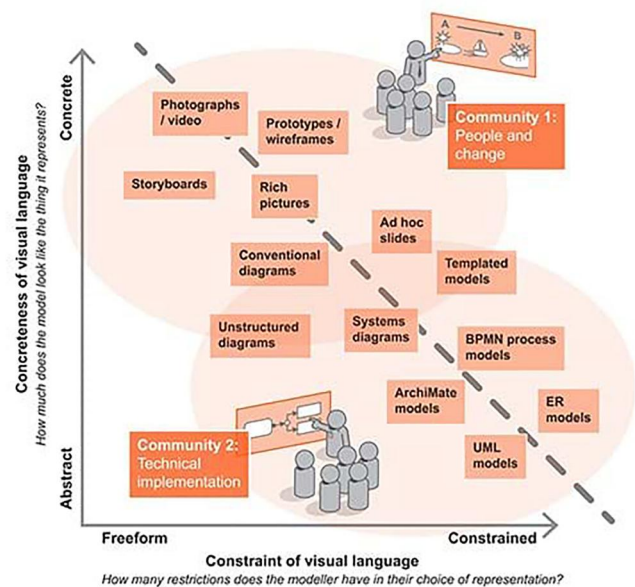 A
B
Community 1:
People and
change
Photographs
/ video
Prototypes /
wireframes
Storyboards
Rich
pictures
Ad hoc
slides
Conventional
diagrams
Templated
models
Unstructured
diagrams
Systems
diagrams
BPMN process
models
ArchiMate
models
ER
models
UML
models
Community 2:
Technical
implementation
Concreteness of visual language
How much does the model look like the thing it represents?
Concrete
Abstract
Freeform
Constrained
Constraint of visual language
How many restrictions does the modeller have in their choice of representation?